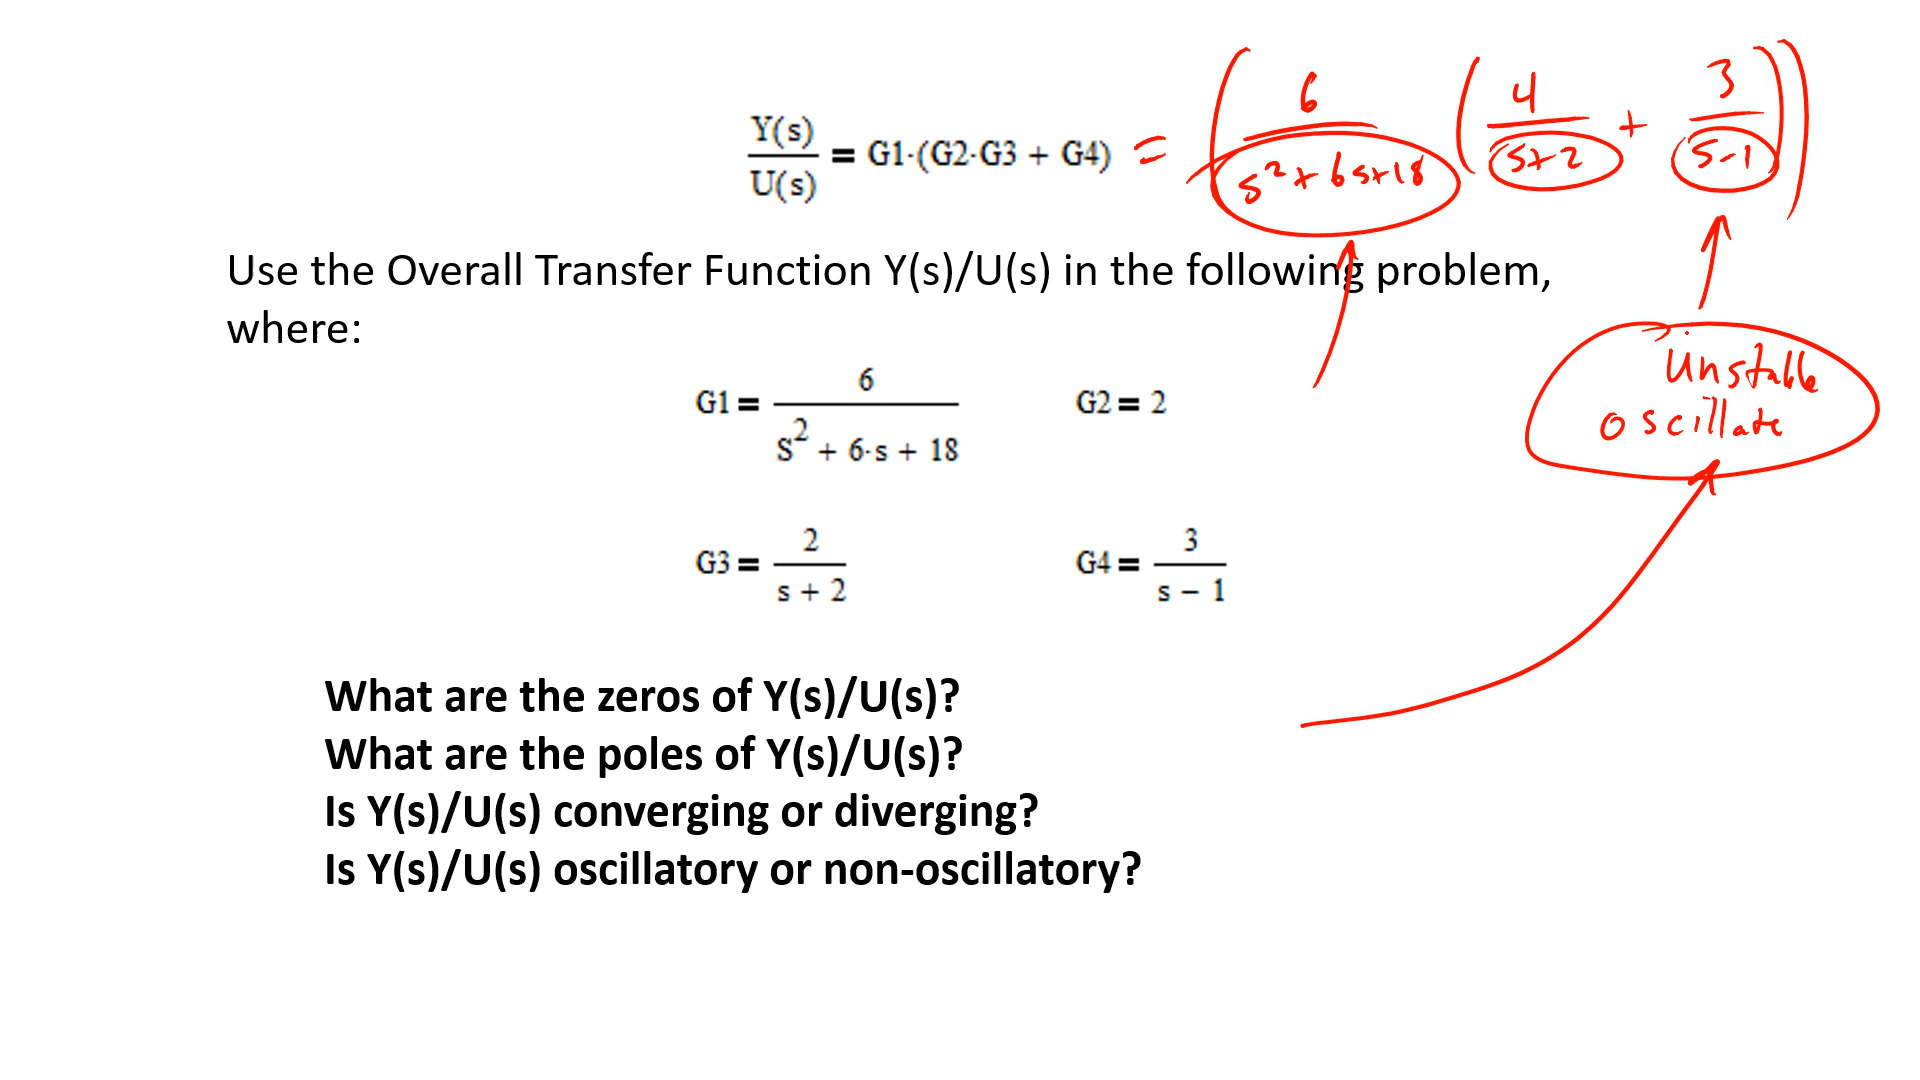 Y(s)/U(s) = G1·(G2·G3 + G4) = (6/(s²+6s+18) (4/(s+2) + 3/(s-1)))
Use the Overall Transfer Function Y(s)/U(s) in the following problem,
where:
G1 = 6/(S² + 6·s + 18) G2 = 2
Unstable
oscillate
G3 = 2/(s + 2) G4 = 3/(s − 1)
What are the zeros of Y(s)/U(s)?
What are the poles of Y(s)/U(s)?
Is Y(s)/U(s) converging or diverging?
Is Y(s)/U(s) oscillatory or non-oscillatory?